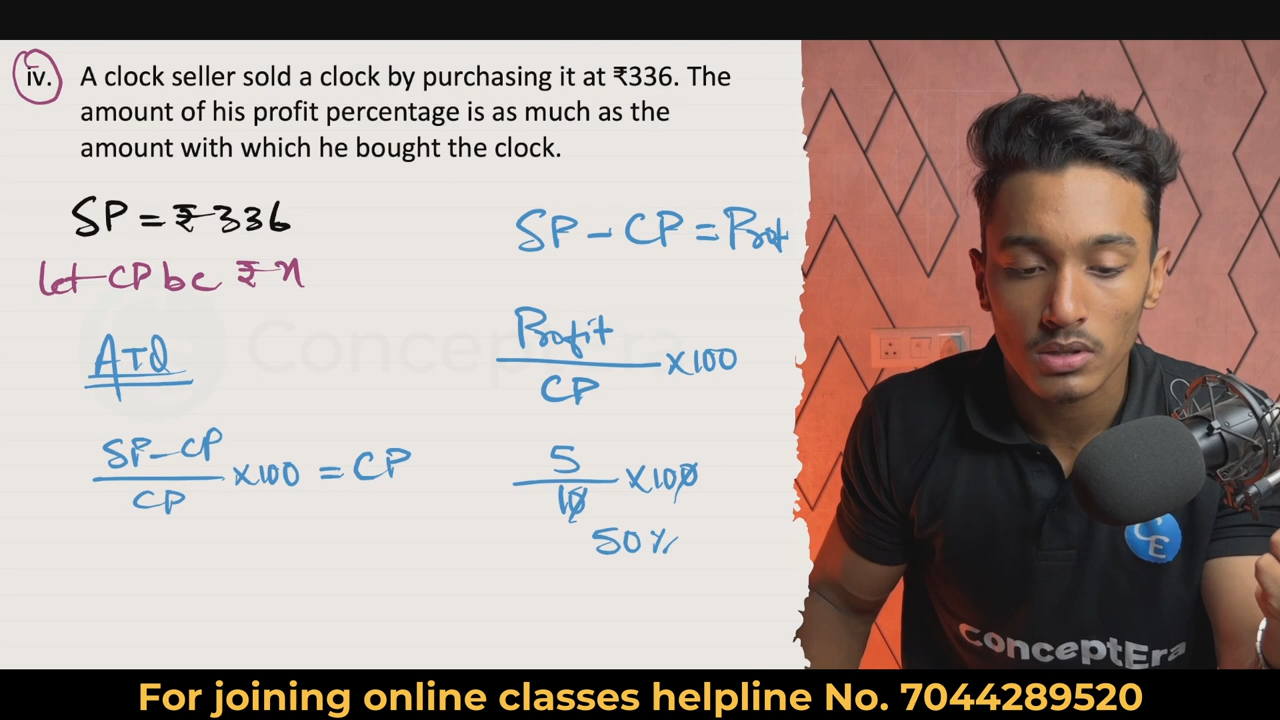 iv. A clock seller sold a clock by purchasing it at ₹336. The
amount of his profit percentage is as much as the
amount with which he bought the clock.
SP = ₹336
let CP be ₹ x
ATQ
SP-CP/CP ×100 = CP
SP - CP = Prof
Profit/CP ×100
5/10 ×100
50%
ConceptEra
CE
ConceptEra
For joining online classes helpline No. 7044289520